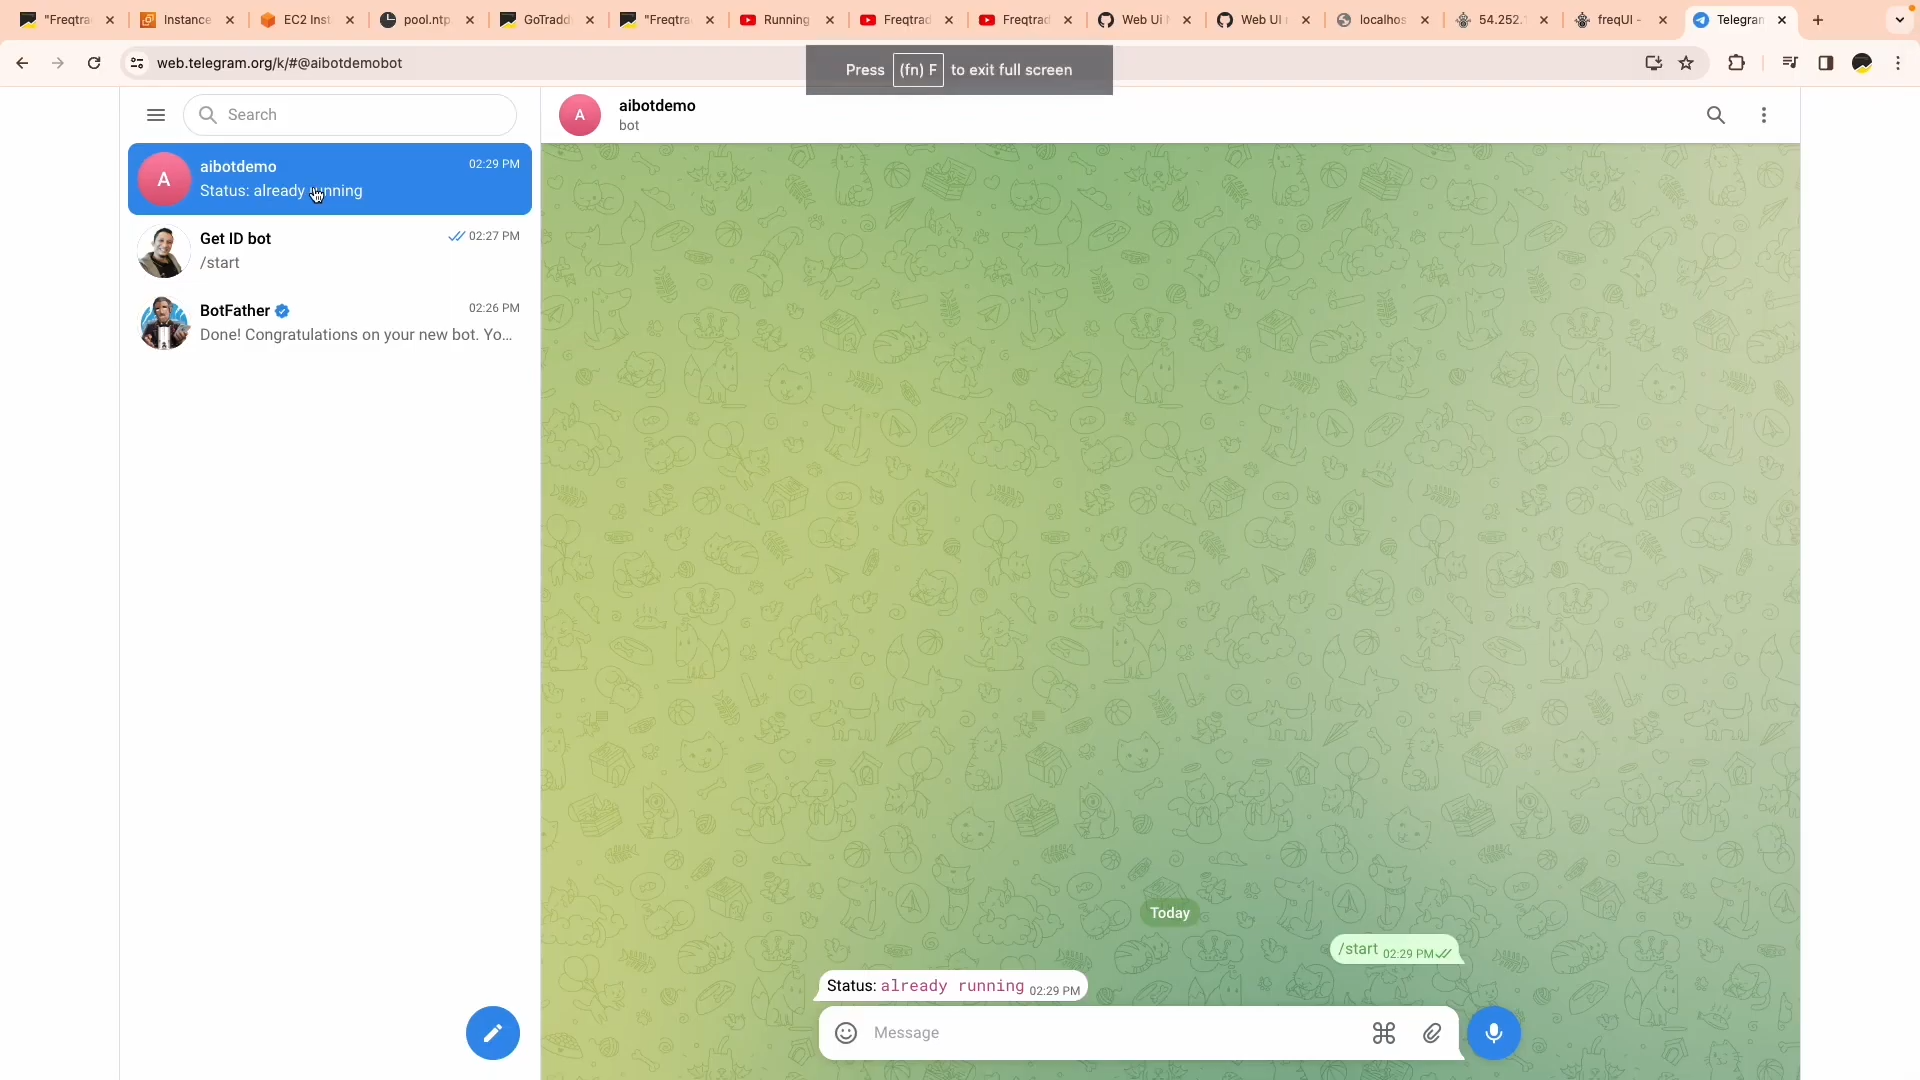 "Freqtra
Instance
EC2 Inst
pool.ntp
GoTradd
"Freqtra
Running
Freqtrad
Freqtrad
Web Ui
Web UI
localhos
54.252.
freqUI -
Telegran
web.telegram.org/k/#@aibotdemobot
Press (fn) F to exit full screen
Search
A
aibotdemo
bot
A
aibotdemo
02:29 PM
Status: already running
Get ID bot
02:27 PM
/start
BotFather
02:26 PM
Done! Congratulations on your new bot. Yo...
Today
/start 02:29 PM
Status: already running 02:29 PM
Message